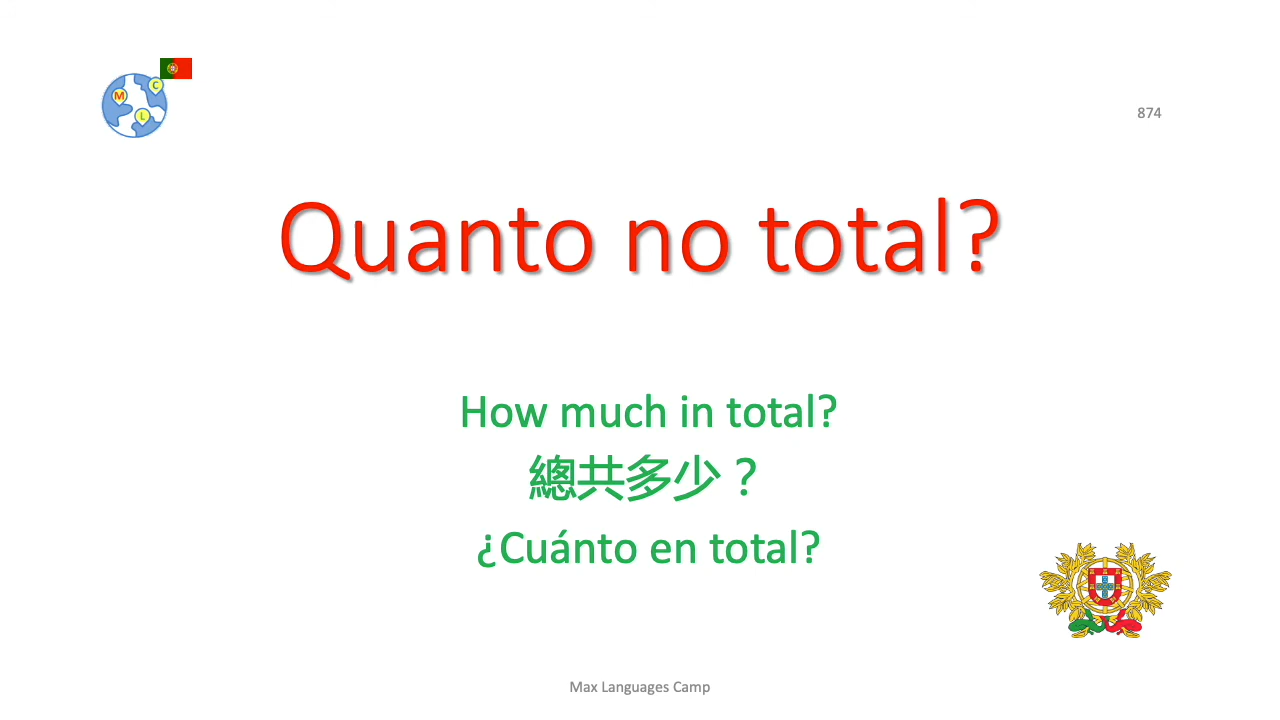 M
C
L
874
Quanto no total?
How much in total?
總共多少？
¿Cuánto en total?
Max Languages Camp